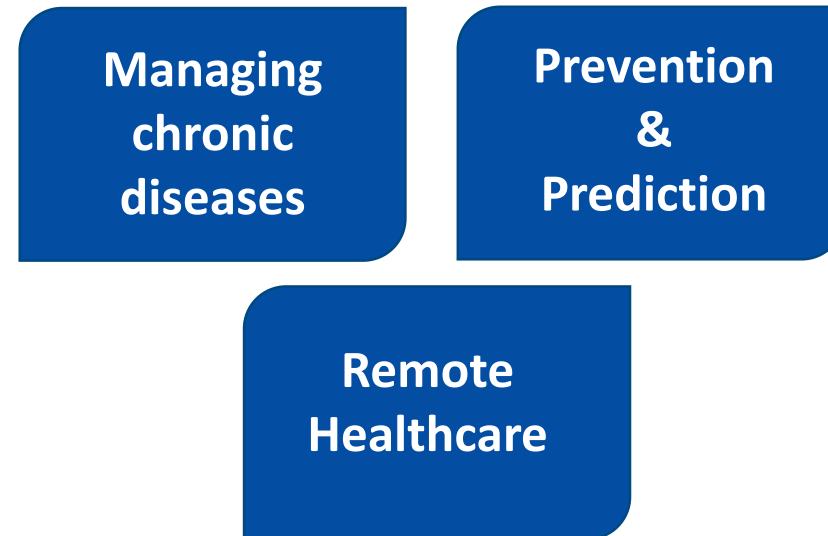 Managing
chronic
diseases
Prevention
&
Prediction
Remote
Healthcare